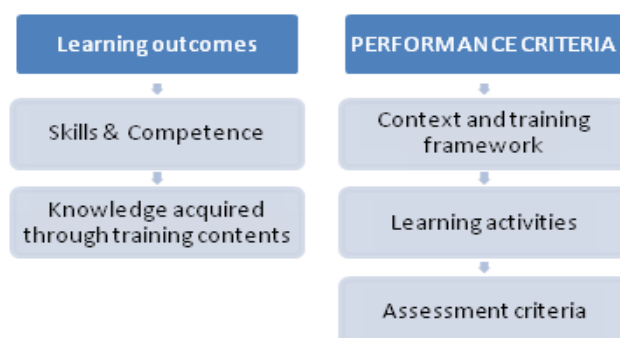 Learning outcomes
Skills & Competence
Knowledge acquired
through training contents
PERFORMANCE CRITERIA
Context and training
framework
Learning activities
Assessment criteria